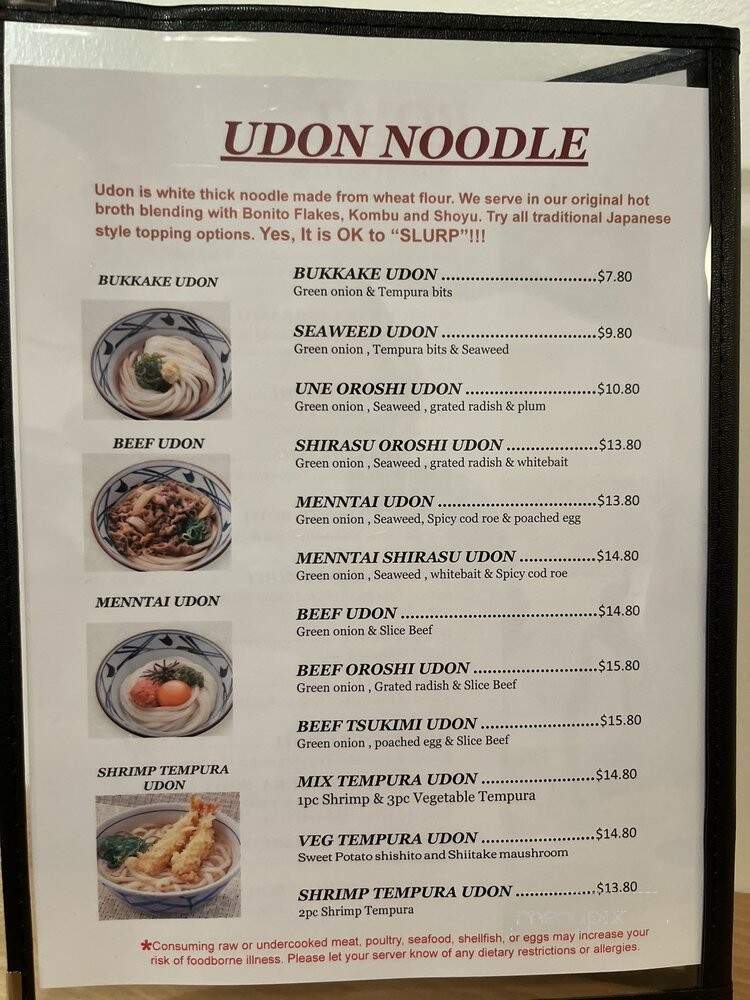 UDON NOODLE
Udon is white thick noodle made from wheat flour. We serve in our original hot
broth blending with Bonito Flakes, Kombu and Shoyu. Try all traditional Japanese
style topping options. Yes, It is OK to “SLURP”!!!
BUKKAKE UDON
BEEF UDON
MENNTAI UDON
SHRIMP TEMPURA
UDON
BUKKAKE UDON ..............................$7.80
Green onion & Tempura bits
SEAWEED UDON ..............................$9.80
Green onion , Tempura bits & Seaweed
UNE OROSHI UDON .........................$10.80
Green onion , Seaweed , grated radish & plum
SHIRASU OROSHI UDON .................$13.80
Green onion , Seaweed , grated radish & whitebait
MENNTAI UDON ..............................$13.80
Green onion , Seaweed, Spicy cod roe & poached egg
MENNTAI SHIRASU UDON ...............$14.80
Green onion , Seaweed , whitebait & Spicy cod roe
BEEF UDON .....................................$14.80
Green onion & Slice Beef
BEEF OROSHI UDON .......................$15.80
Green onion , Grated radish & Slice Beef
BEEF TSUKIMI UDON ......................$15.80
Green onion , poached egg & Slice Beef
MIX TEMPURA UDON .....................$14.80
1pc Shrimp & 3pc Vegetable Tempura
VEG TEMPURA UDON .....................$14.80
Sweet Potato shishito and Shiitake maushroom
SHRIMP TEMPURA UDON ...............$13.80
2pc Shrimp Tempura
*Consuming raw or undercooked meat, poultry, seafood, shellfish, or eggs may increase your
risk of foodborne illness. Please let your server know of any dietary restrictions or allergies.